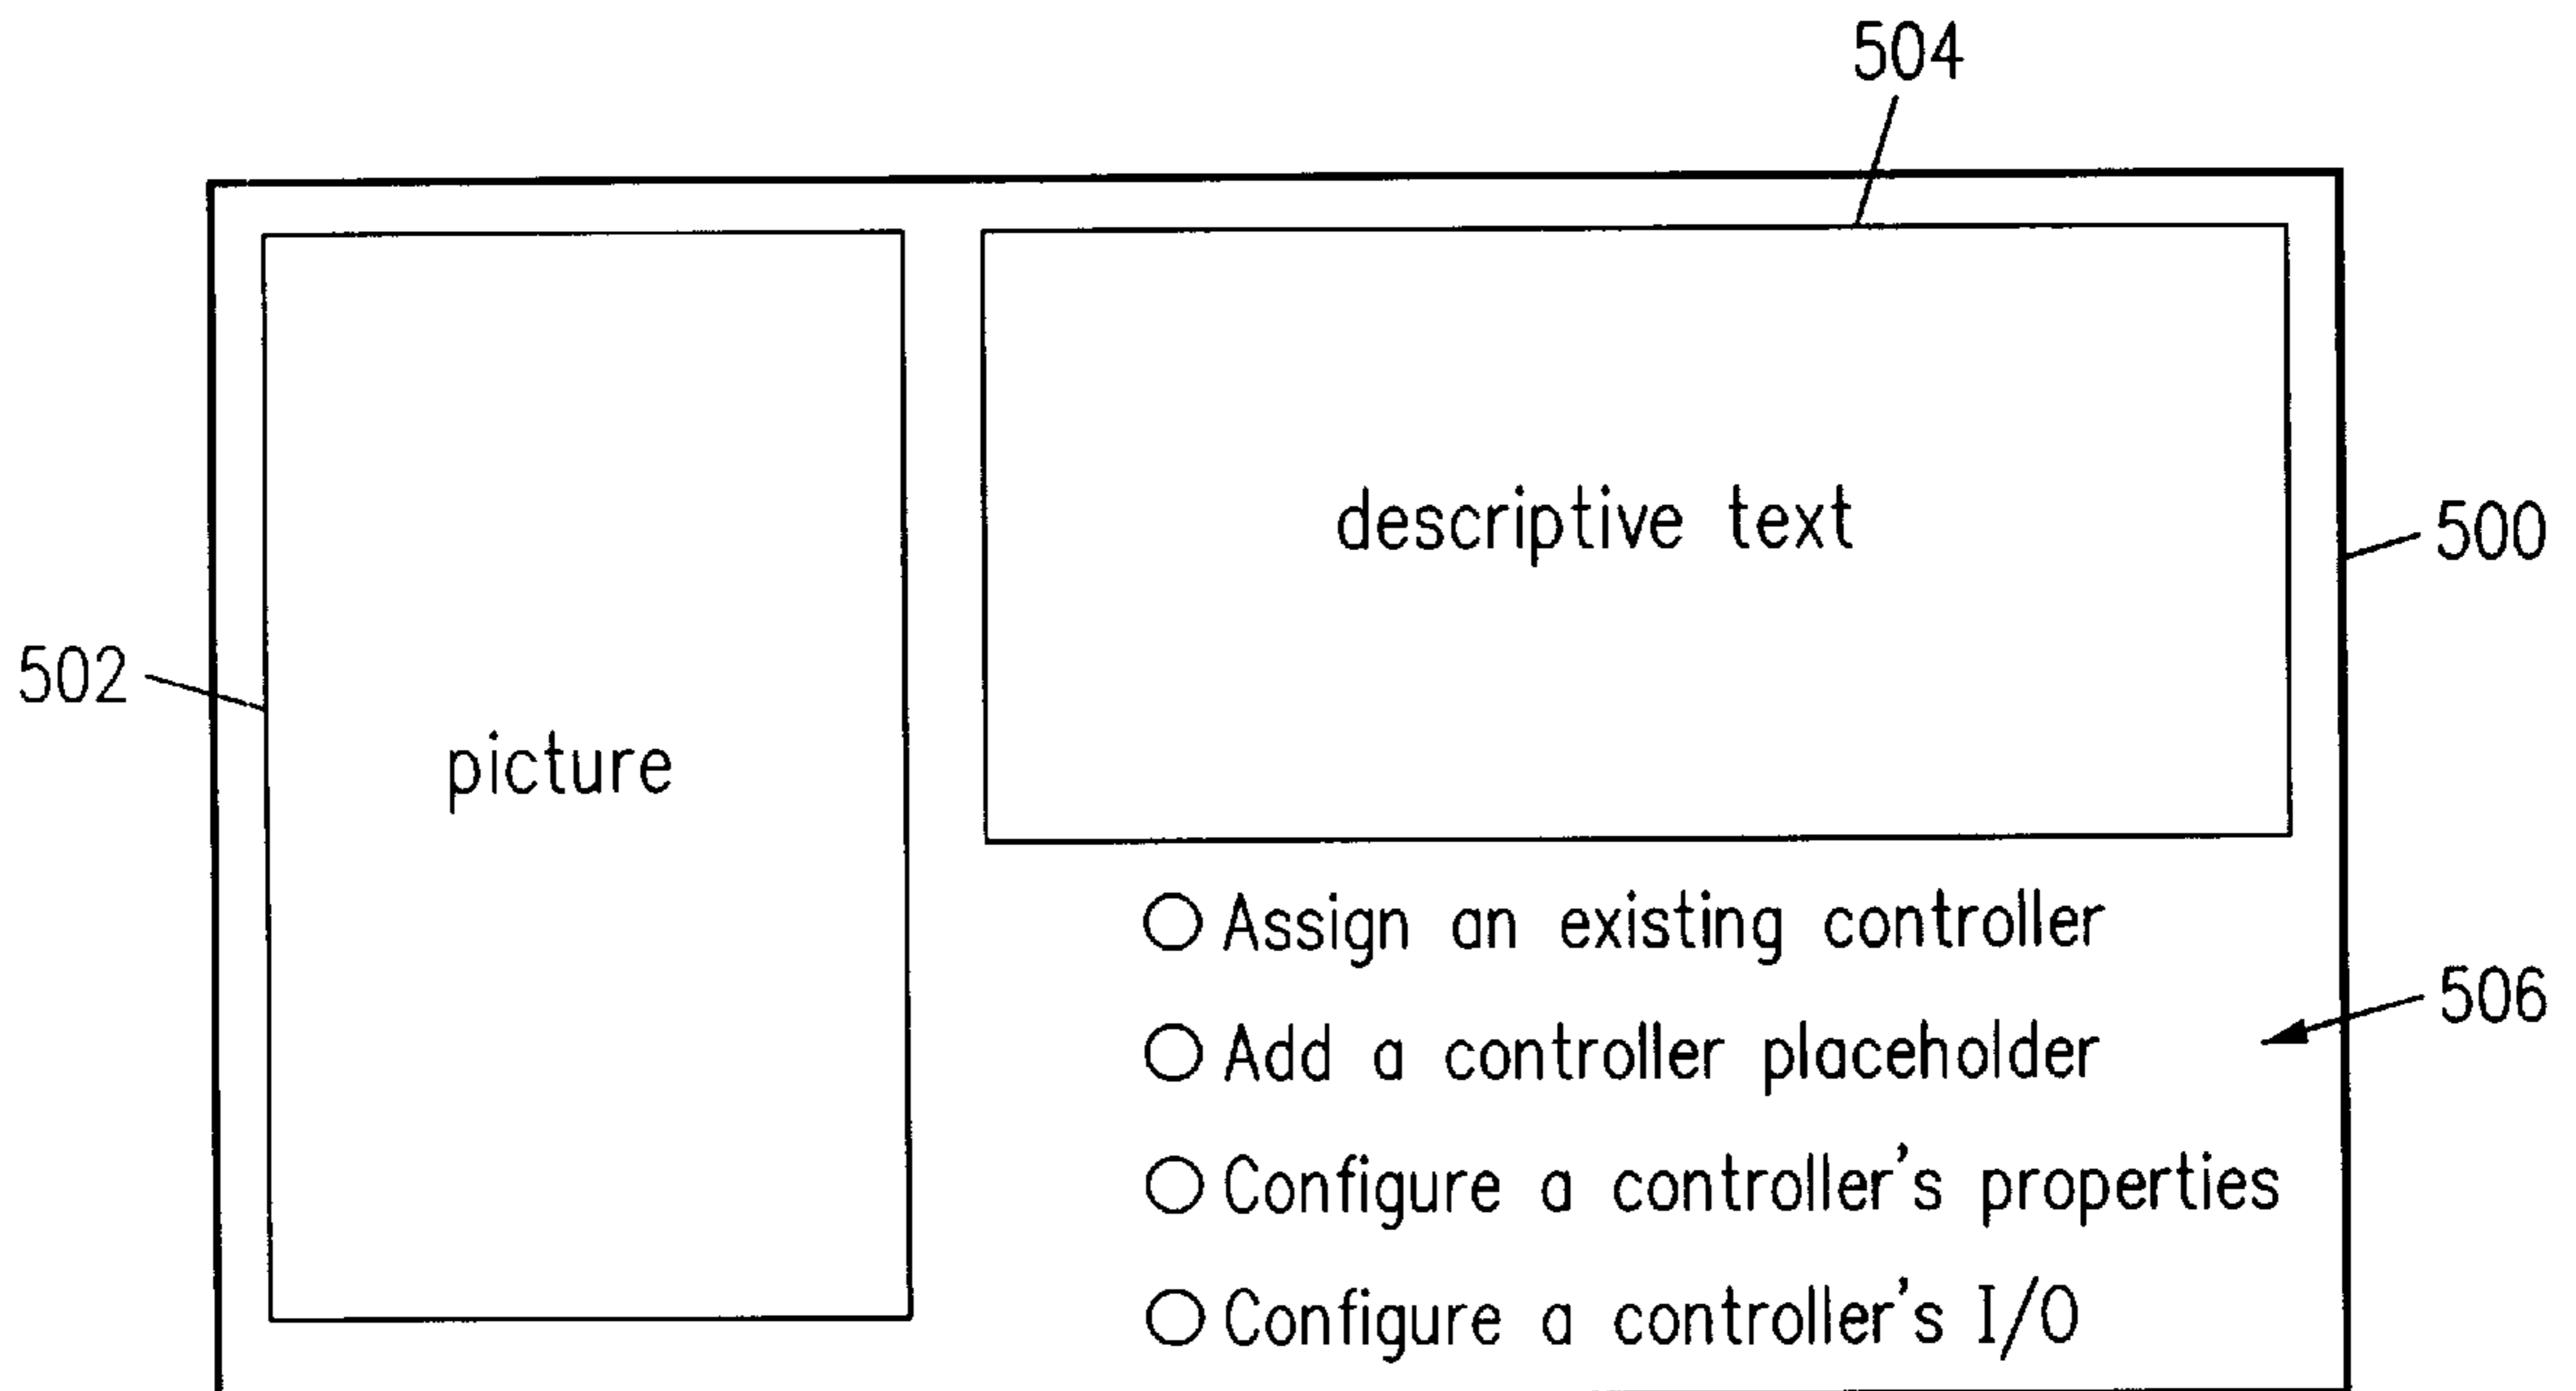 504
descriptive text
500
502
picture
Assign an existing controller
506
Add a controller placeholder
Configure a controller's properties
Configure a controller's I/O